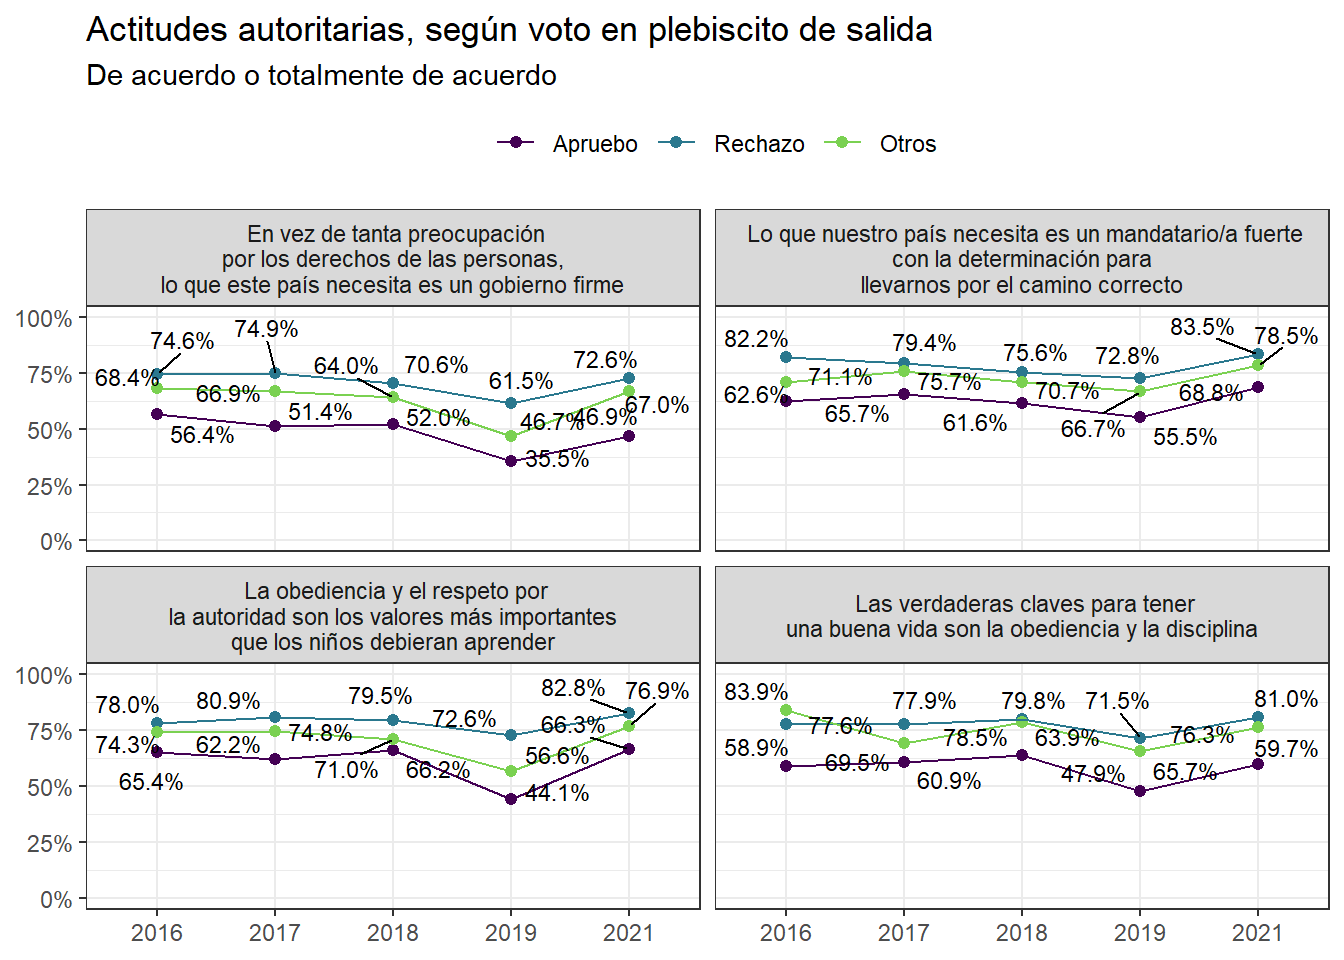 Actitudes autoritarias, según voto en plebiscito de salida
De acuerdo o totalmente de acuerdo
Apruebo Rechazo Otros
En vez de tanta preocupación
por los derechos de las personas,
lo que este país necesita es un gobierno firme
100%
75%
50%
25%
0%
74.6% 74.9% 64.0% 70.6% 61.5% 72.6%
68.4% 66.9% 51.4% 52.0% 46.7% 46.9% 67.0%
56.4% 35.5%
Lo que nuestro país necesita es un mandatario/a fuerte
con la determinación para
llevarnos por el camino correcto
82.2% 79.4% 75.6% 72.8% 83.5% 78.5%
62.6% 71.1% 75.7% 70.7% 68.8%
65.7% 61.6% 66.7% 55.5%
La obediencia y el respeto por
la autoridad son los valores más importantes
que los niños debieran aprender
100%
75%
50%
25%
0%
78.0% 80.9% 79.5% 72.6% 82.8% 76.9%
74.3% 62.2% 74.8% 66.3%
65.4% 71.0% 66.2% 56.6% 44.1%
2016 2017 2018 2019 2021
Las verdaderas claves para tener
una buena vida son la obediencia y la disciplina
83.9% 77.9% 79.8% 71.5% 81.0%
58.9% 77.6% 78.5% 63.9% 76.3% 59.7%
69.5% 60.9% 47.9% 65.7%
2016 2017 2018 2019 2021